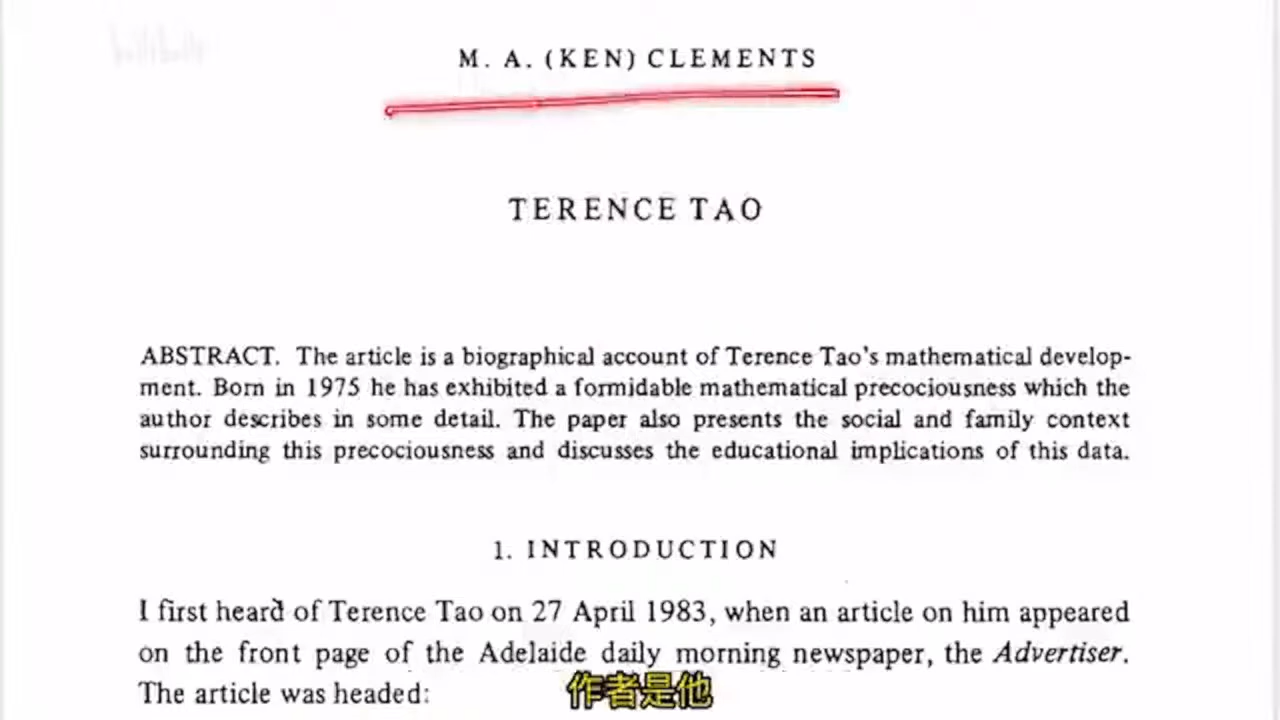 M. A. (KEN) CLEMENTS
TERENCE TAO
ABSTRACT. The article is a biographical account of Terence Tao's mathematical develop-
ment. Born in 1975 he has exhibited a formidable mathematical precociousness which the
author describes in some detail. The paper also presents the social and family context
surrounding this precociousness and discusses the educational implications of this data.
1. INTRODUCTION
I first heard of Terence Tao on 27 April 1983, when an article on him appeared
on the front page of the Adelaide daily morning newspaper, the Advertiser.
The article was headed:
作者是他